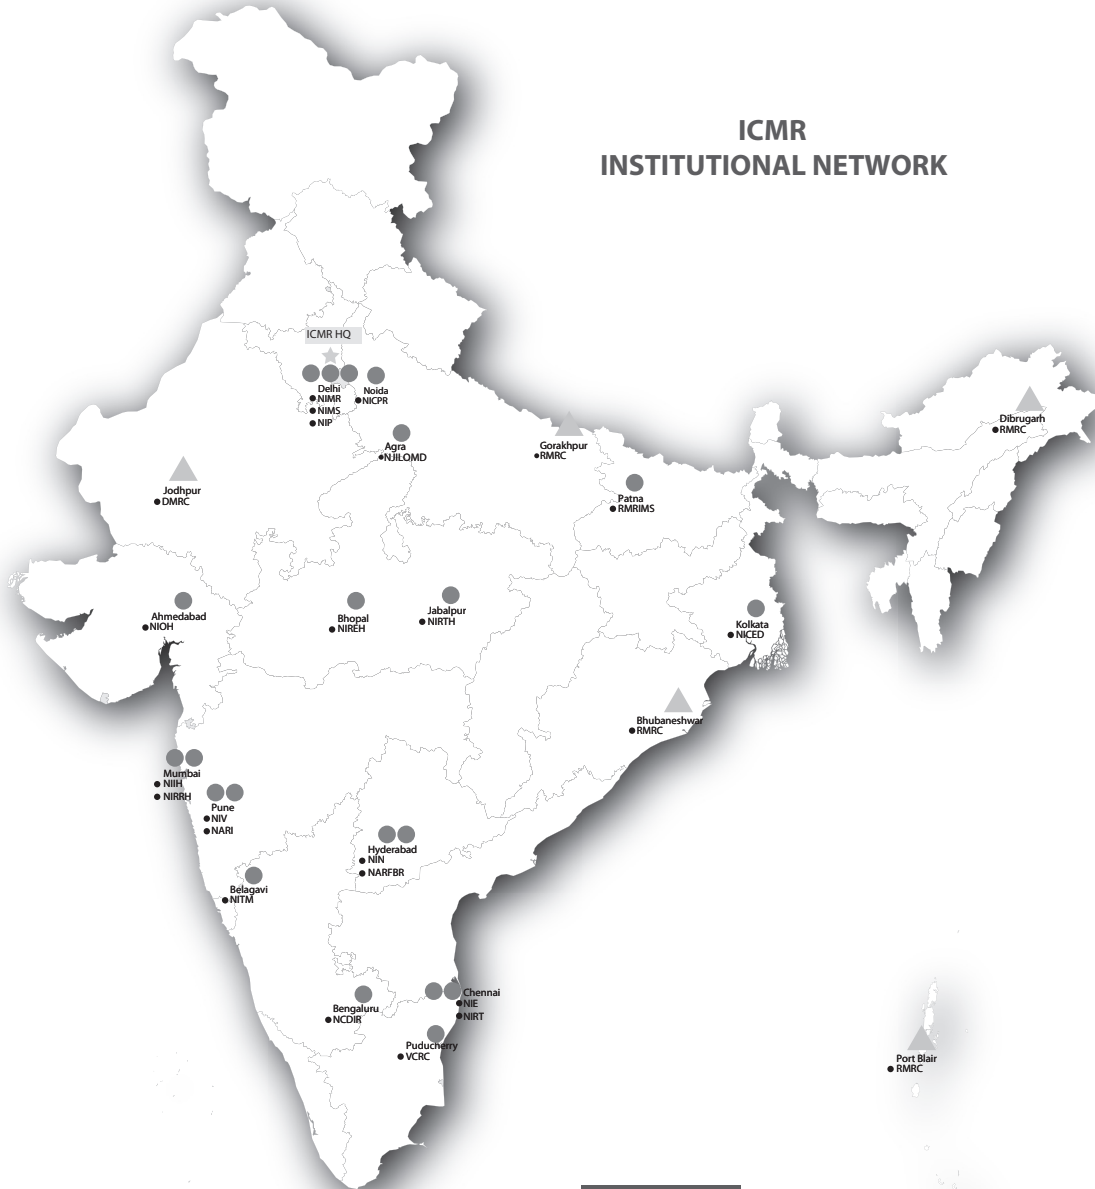 ICMR
INSTITUTIONAL NETWORK
ICMR HQ
Delhi
NIMR
NIMS
NIP
Noida
NICPR
Agra
NJILOMD
Gorakhpur
RMRC
Dibrugarh
RMRC
Jodhpur
DMRC
Patna
RMRIMS
Ahmedabad
NIOH
Bhopal
NIREH
Jabalpur
NIRTH
Kolkata
NICED
Bhubaneshwar
RMRC
Mumbai
NIIH
NIRRH
Pune
NIV
NARI
Hyderabad
NIN
NARFBR
Belagavi
NITM
Bengaluru
NCDIR
Chennai
NIE
NIRT
Puducherry
VCRC
Port Blair
RMRC